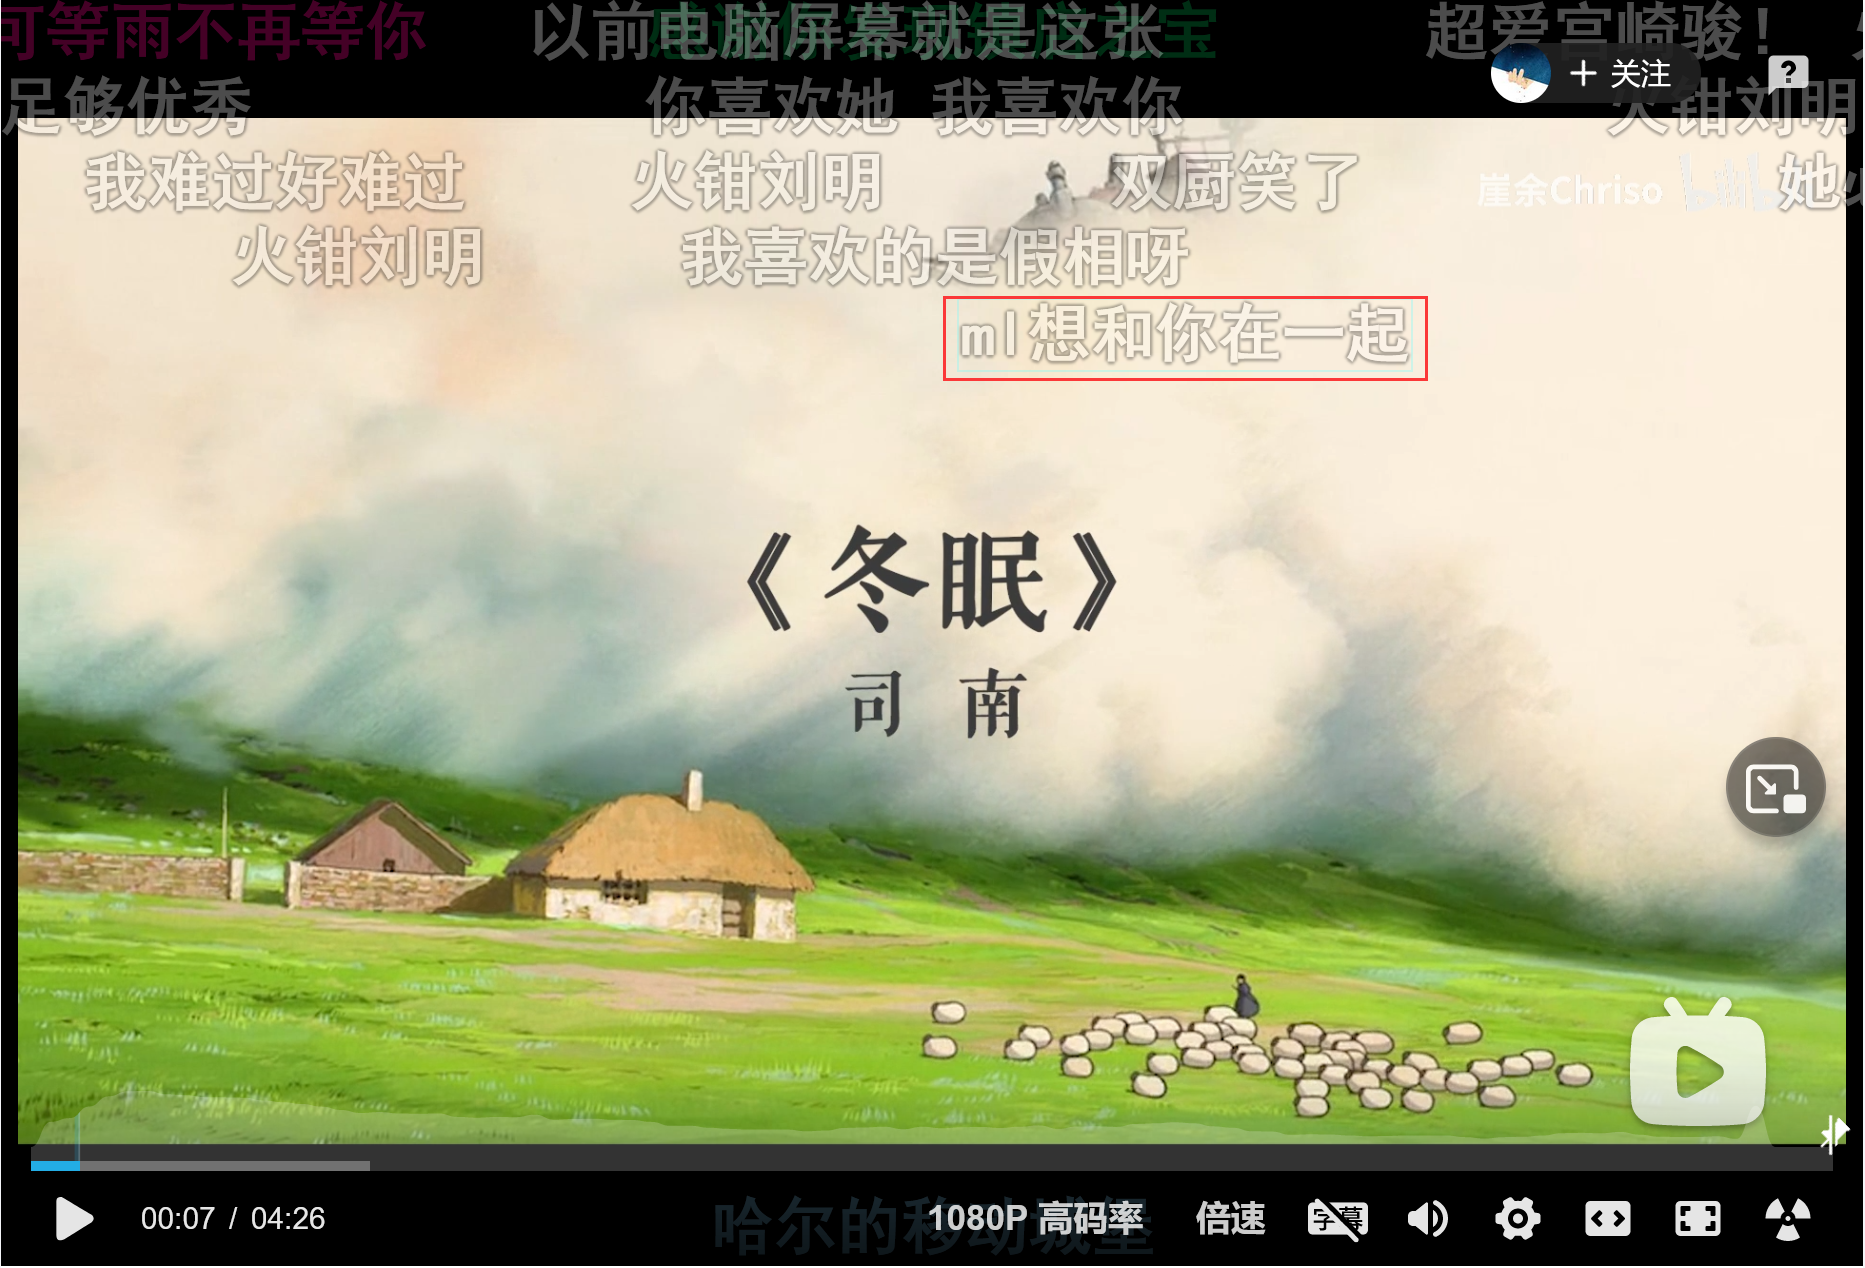 可等雨不再等你
以前电脑屏幕就是这张
超爱宫崎骏！
关注
足够优秀
你喜欢她 我喜欢你
火钳刘明
我难过好难过
火钳刘明
双厨笑了
崖余Chriso
bilibili
她
火钳刘明
我喜欢的是假相呀
ml想和你在一起
《冬眠》
司 南
00:07 / 04:26
哈尔的移动城堡
1080P 高码率
倍速
字幕